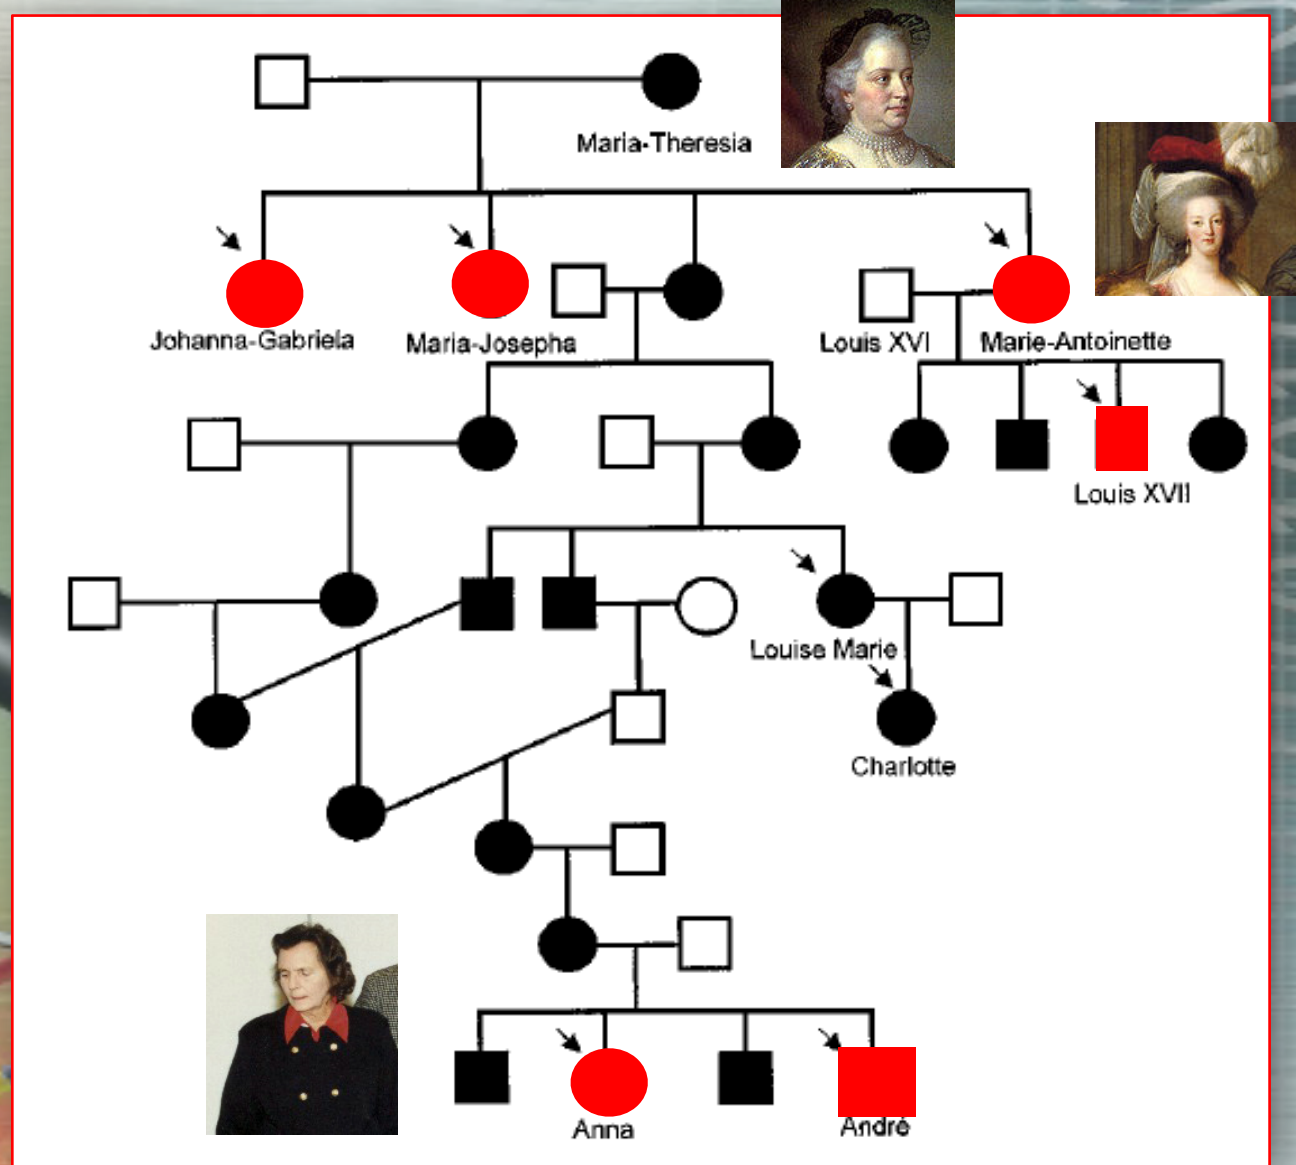 Maria-Theresia
Johanna-Gabriela
Maria-Josepha
Louis XVI
Marie-Antoinette
Louis XVII
Louise Marie
Charlotte
Anna
André